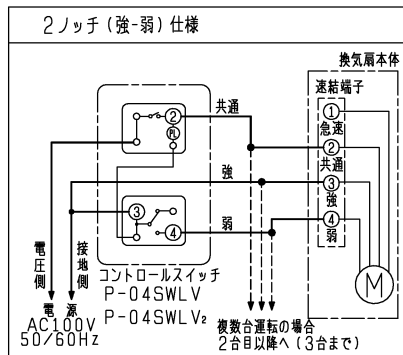 2ノッチ(強-弱)仕様
換気扇本体
速結端子
共通
2
PL
1
急速
2
共通
強
3
3
強
弱
4
4
弱
M
電圧側
接地側
コントロールスイッチ
P-04SWLV
P-04SWLV2
電源
AC100V
50/60Hz
複数台運転の場合
2台目以降へ(3台まで)